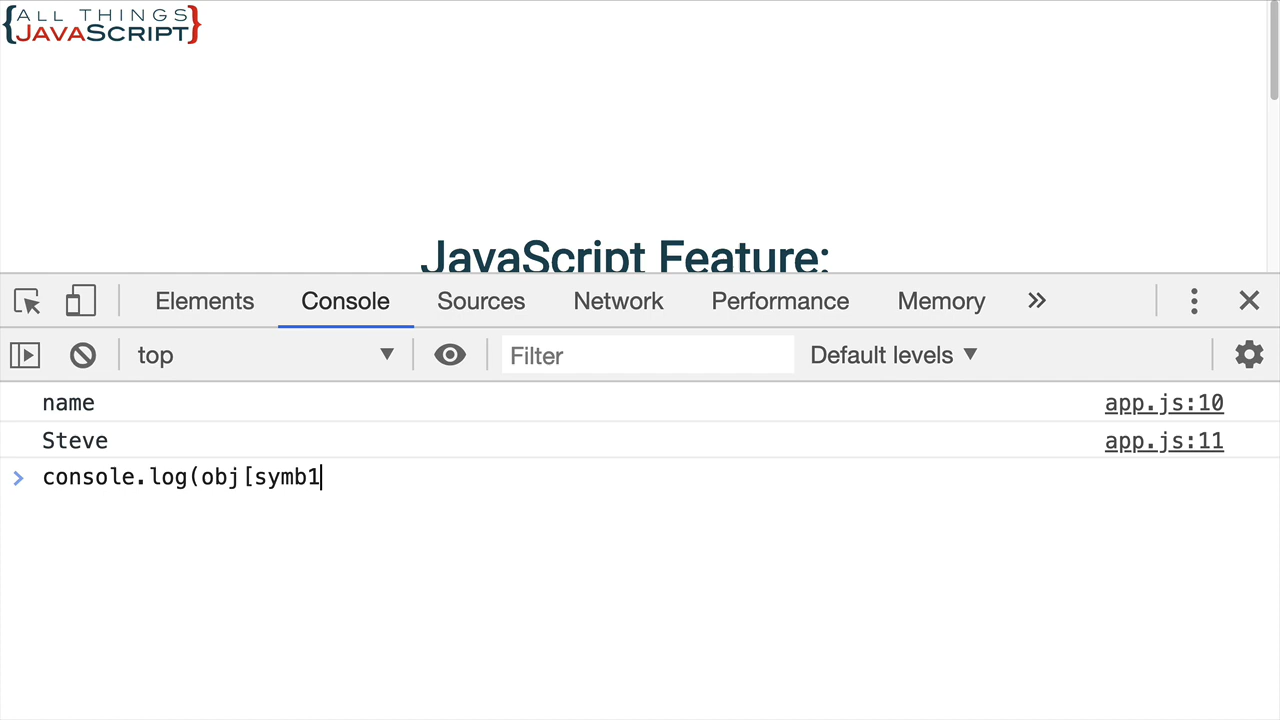 {ALL THINGS
JAVASCRIPT}
JavaScript Feature:
Elements Console Sources Network Performance Memory »
top ▼ Filter Default levels ▼
name app.js:10
Steve app.js:11
> console.log(obj[symb1